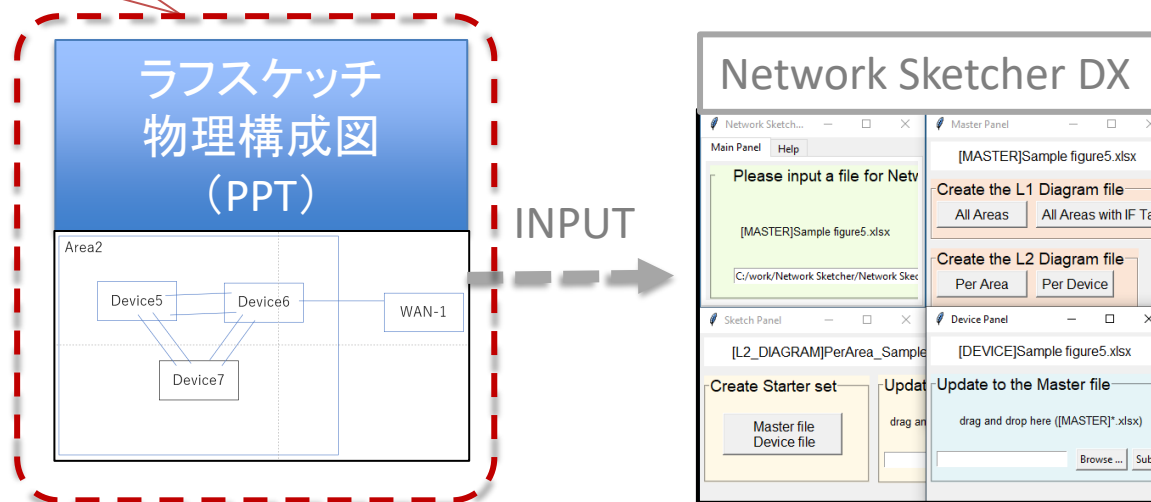 ラフスケッチ
物理構成図
（PPT）
Area2
Device5
Device6
WAN-1
Device7
INPUT
Network Sketcher DX
Network Sketch...
Main Panel Help
Please input a file for Netw
[MASTER]Sample figure5.xlsx
C:/work/Network Sketcher/Network Sked
Master Panel
[MASTER]Sample figure5.xlsx
Create the L1 Diagram file
All Areas All Areas with IF Ta
Create the L2 Diagram file
Per Area Per Device
Sketch Panel
[L2_DIAGRAM]PerArea_Sample
Create Starter set
Master file
Device file
Updat
drag an
Device Panel
[DEVICE]Sample figure5.xlsx
Update to the Master file
drag and drop here ([MASTER]*.xlsx)
Browse ... Sub